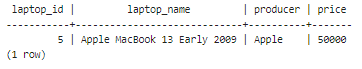 laptop_id | laptop_name | producer | price
-----------+-----------------------------+----------+-------
5 | Apple MacBook 13 Early 2009 | Apple | 50000
(1 row)